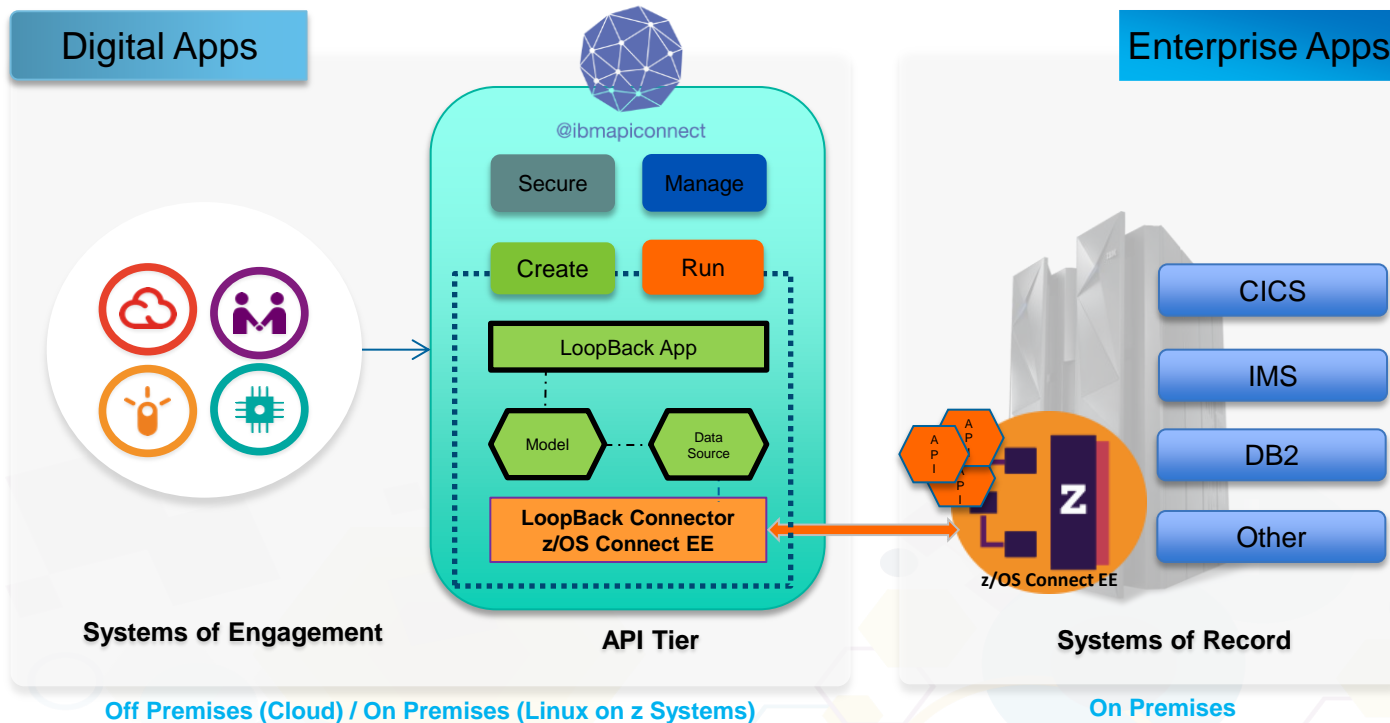 Digital Apps
Enterprise Apps
@ibmapiconnect
Secure
Manage
Create
Run
LoopBack App
Model
Data
Source
LoopBack Connector
z/OS Connect EE
Systems of Engagement
API Tier
Off Premises (Cloud) / On Premises (Linux on z Systems)
CICS
IMS
DB2
Other
A
P
I
A
P
I
A
P
I
z
z/OS Connect EE
Systems of Record
On Premises